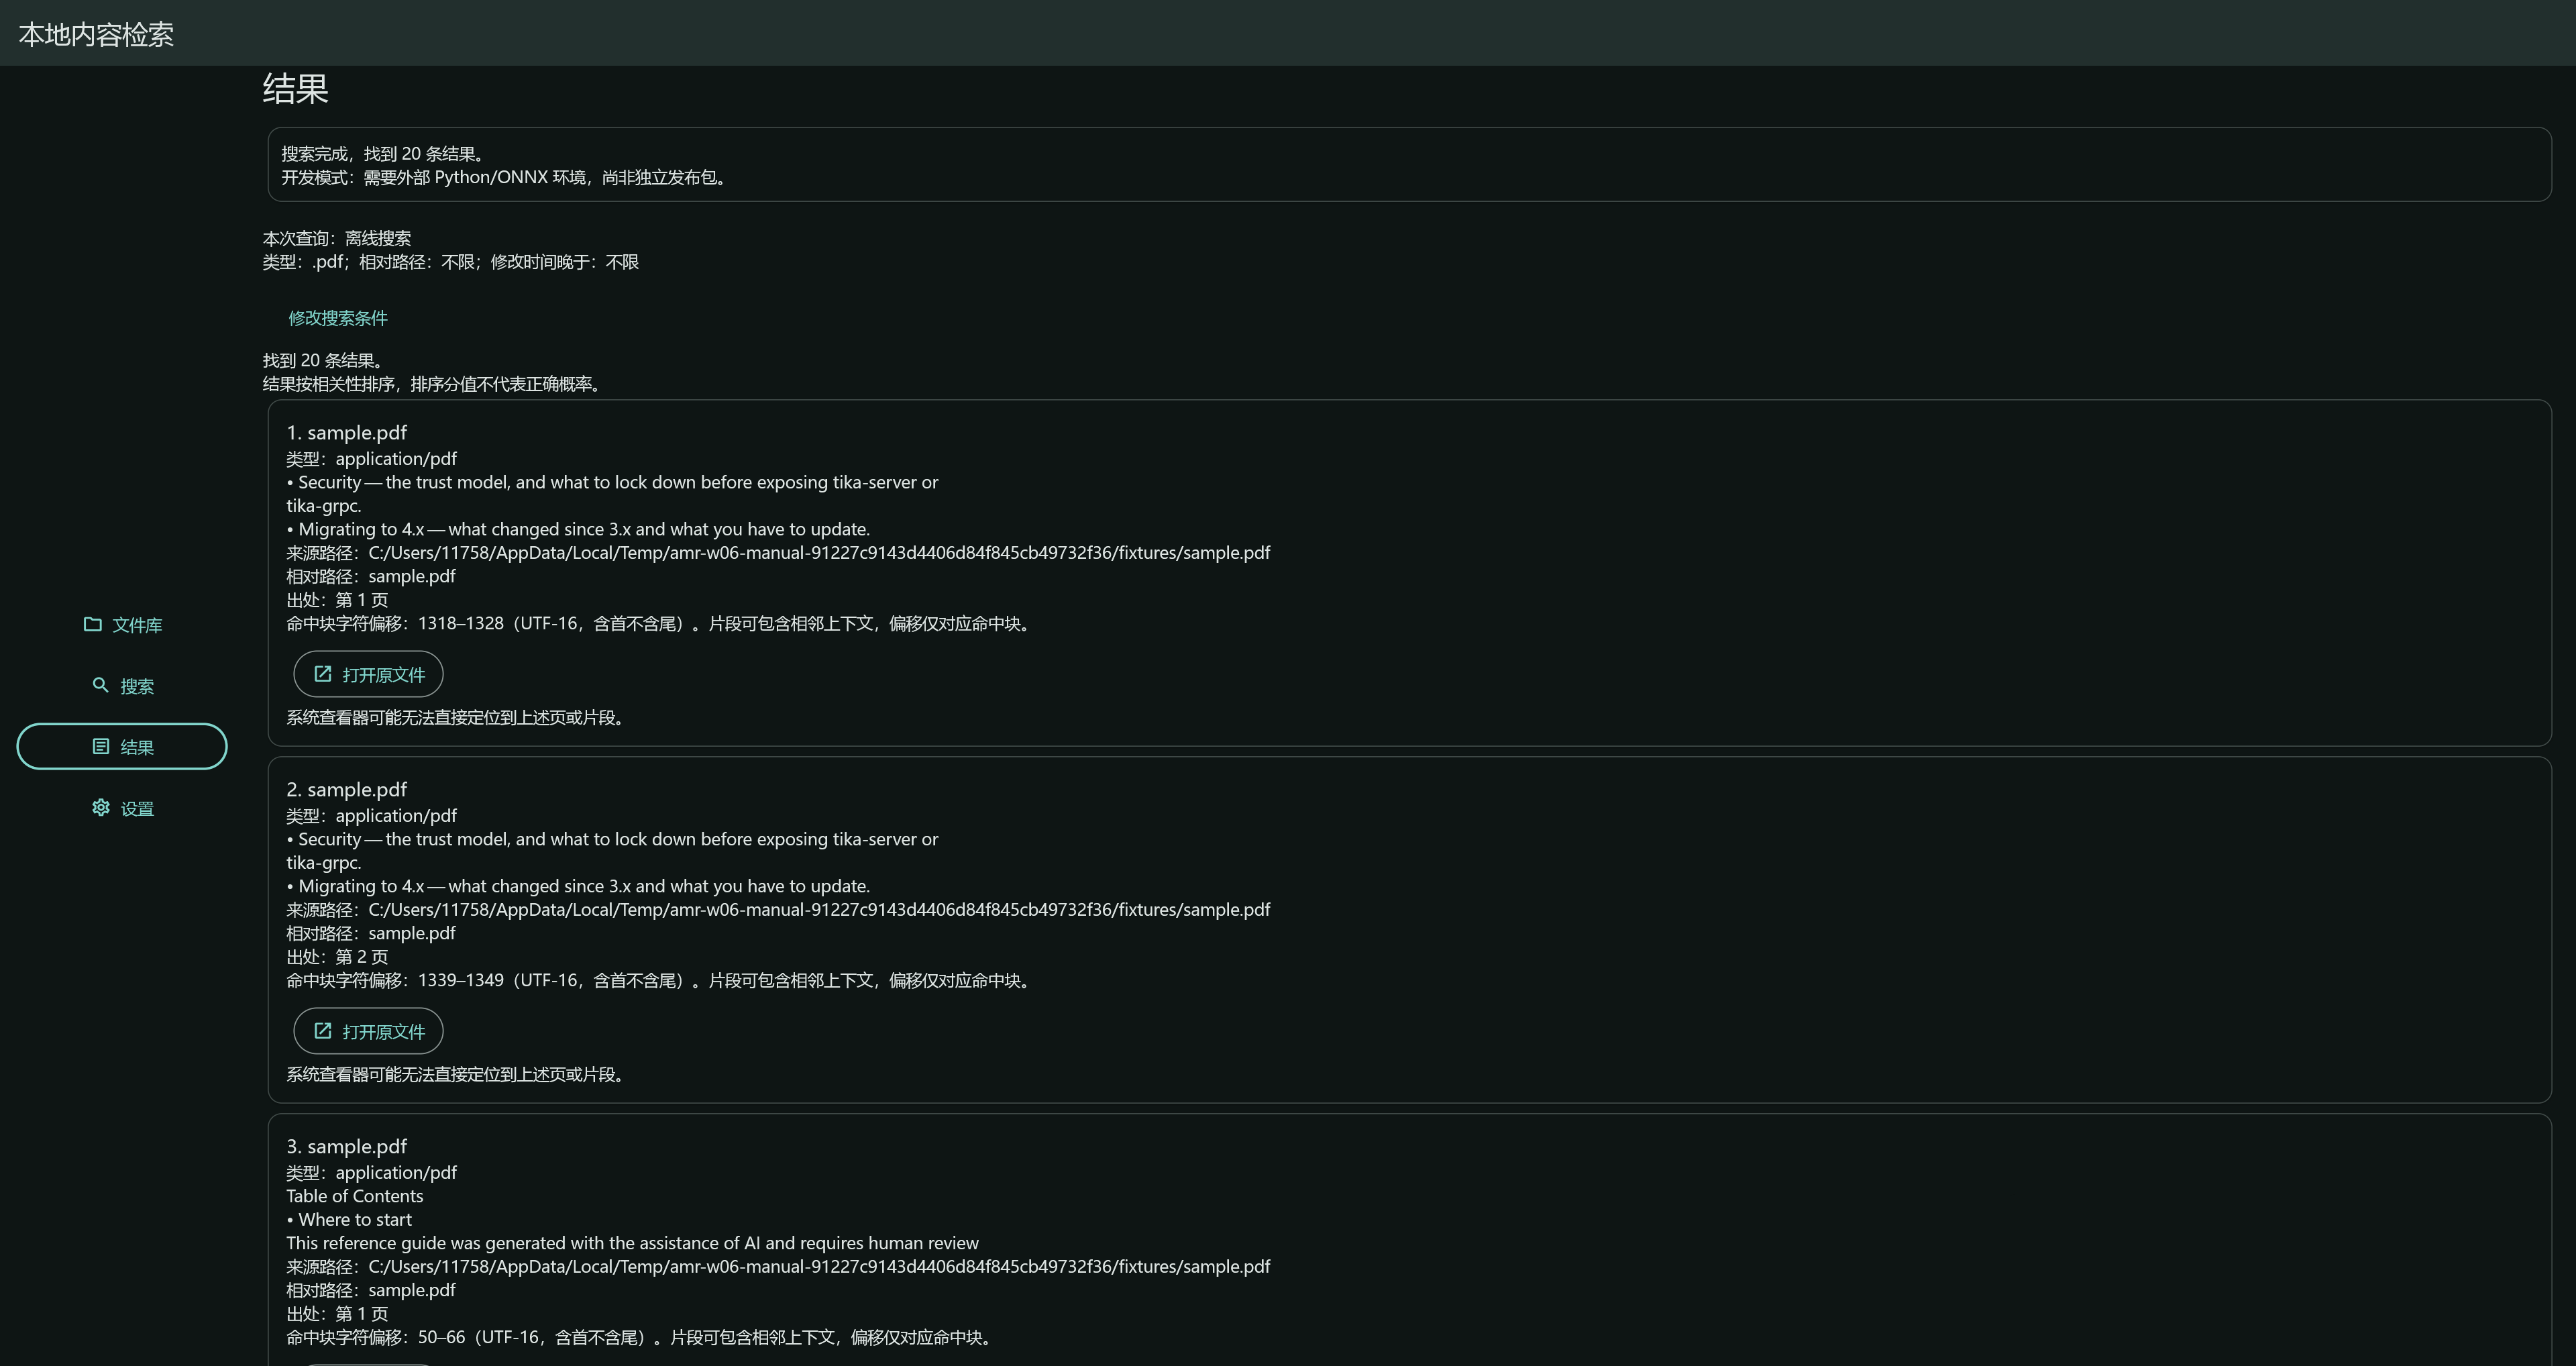 本地内容检索
结果
搜索完成，找到 20 条结果。
开发模式：需要外部 Python/ONNX 环境，尚非独立发布包。
本次查询：离线搜索
类型：.pdf；相对路径：不限；修改时间晚于：不限
修改搜索条件
找到 20 条结果。
结果按相关性排序，排序分值不代表正确概率。
1. sample.pdf
类型：application/pdf
• Security — the trust model, and what to lock down before exposing tika-server or
tika-grpc.
• Migrating to 4.x — what changed since 3.x and what you have to update.
来源路径：C:/Users/11758/AppData/Local/Temp/amr-w06-manual-91227c9143d4406d84f845cb49732f36/fixtures/sample.pdf
相对路径：sample.pdf
出处：第 1 页
命中块字符偏移：1318–1328（UTF-16，含首不含尾）。片段可包含相邻上下文，偏移仅对应命中块。
打开原文件
系统查看器可能无法直接定位到上述页或片段。
文件库
搜索
结果
设置
2. sample.pdf
类型：application/pdf
• Security — the trust model, and what to lock down before exposing tika-server or
tika-grpc.
• Migrating to 4.x — what changed since 3.x and what you have to update.
来源路径：C:/Users/11758/AppData/Local/Temp/amr-w06-manual-91227c9143d4406d84f845cb49732f36/fixtures/sample.pdf
相对路径：sample.pdf
出处：第 2 页
命中块字符偏移：1339–1349（UTF-16，含首不含尾）。片段可包含相邻上下文，偏移仅对应命中块。
打开原文件
系统查看器可能无法直接定位到上述页或片段。
3. sample.pdf
类型：application/pdf
Table of Contents
• Where to start
This reference guide was generated with the assistance of AI and requires human review
来源路径：C:/Users/11758/AppData/Local/Temp/amr-w06-manual-91227c9143d4406d84f845cb49732f36/fixtures/sample.pdf
相对路径：sample.pdf
出处：第 1 页
命中块字符偏移：50–66（UTF-16，含首不含尾）。片段可包含相邻上下文，偏移仅对应命中块。